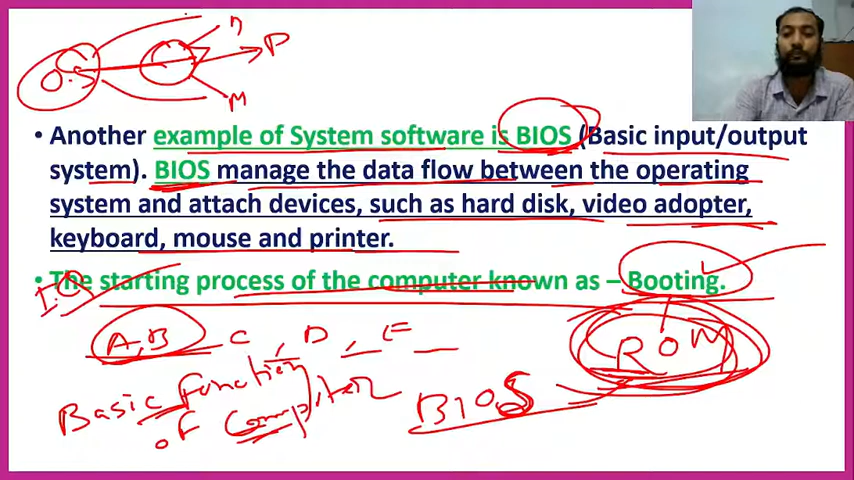 O.S
P
M
• Another example of System software is BIOS (Basic input/output
system). BIOS manage the data flow between the operating
system and attach devices, such as hard disk, video adopter,
keyboard, mouse and printer.
• The starting process of the computer known as – Booting.
A,B C , D , E
ROM
Basic function
of Computer
BIOS